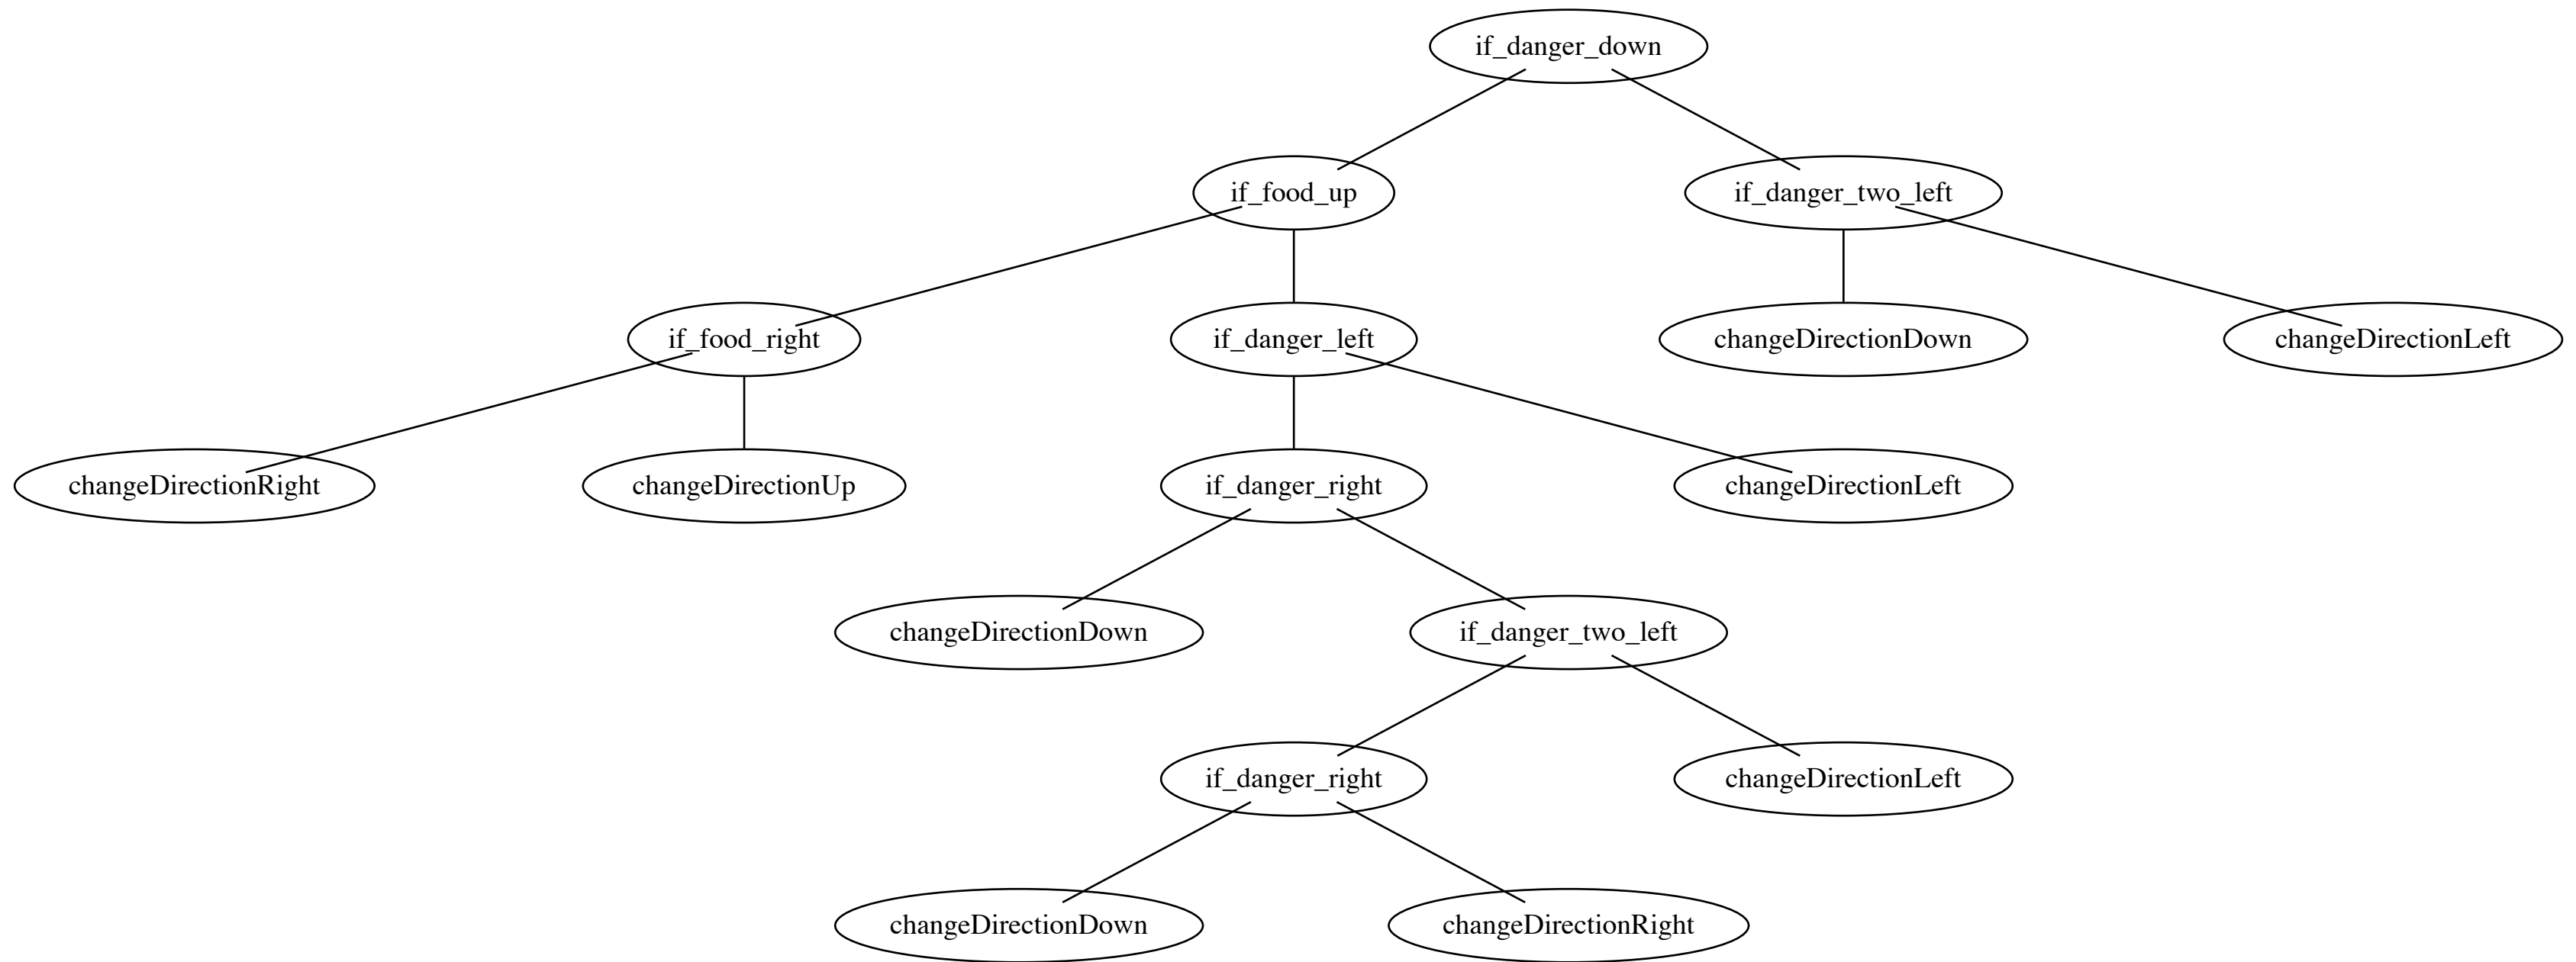 if_danger_down
if_food_up
if_danger_two_left
if_food_right
if_danger_left
changeDirectionDown
changeDirectionLeft
changeDirectionRight
changeDirectionUp
if_danger_right
changeDirectionLeft
changeDirectionDown
if_danger_two_left
if_danger_right
changeDirectionLeft
changeDirectionDown
changeDirectionRight